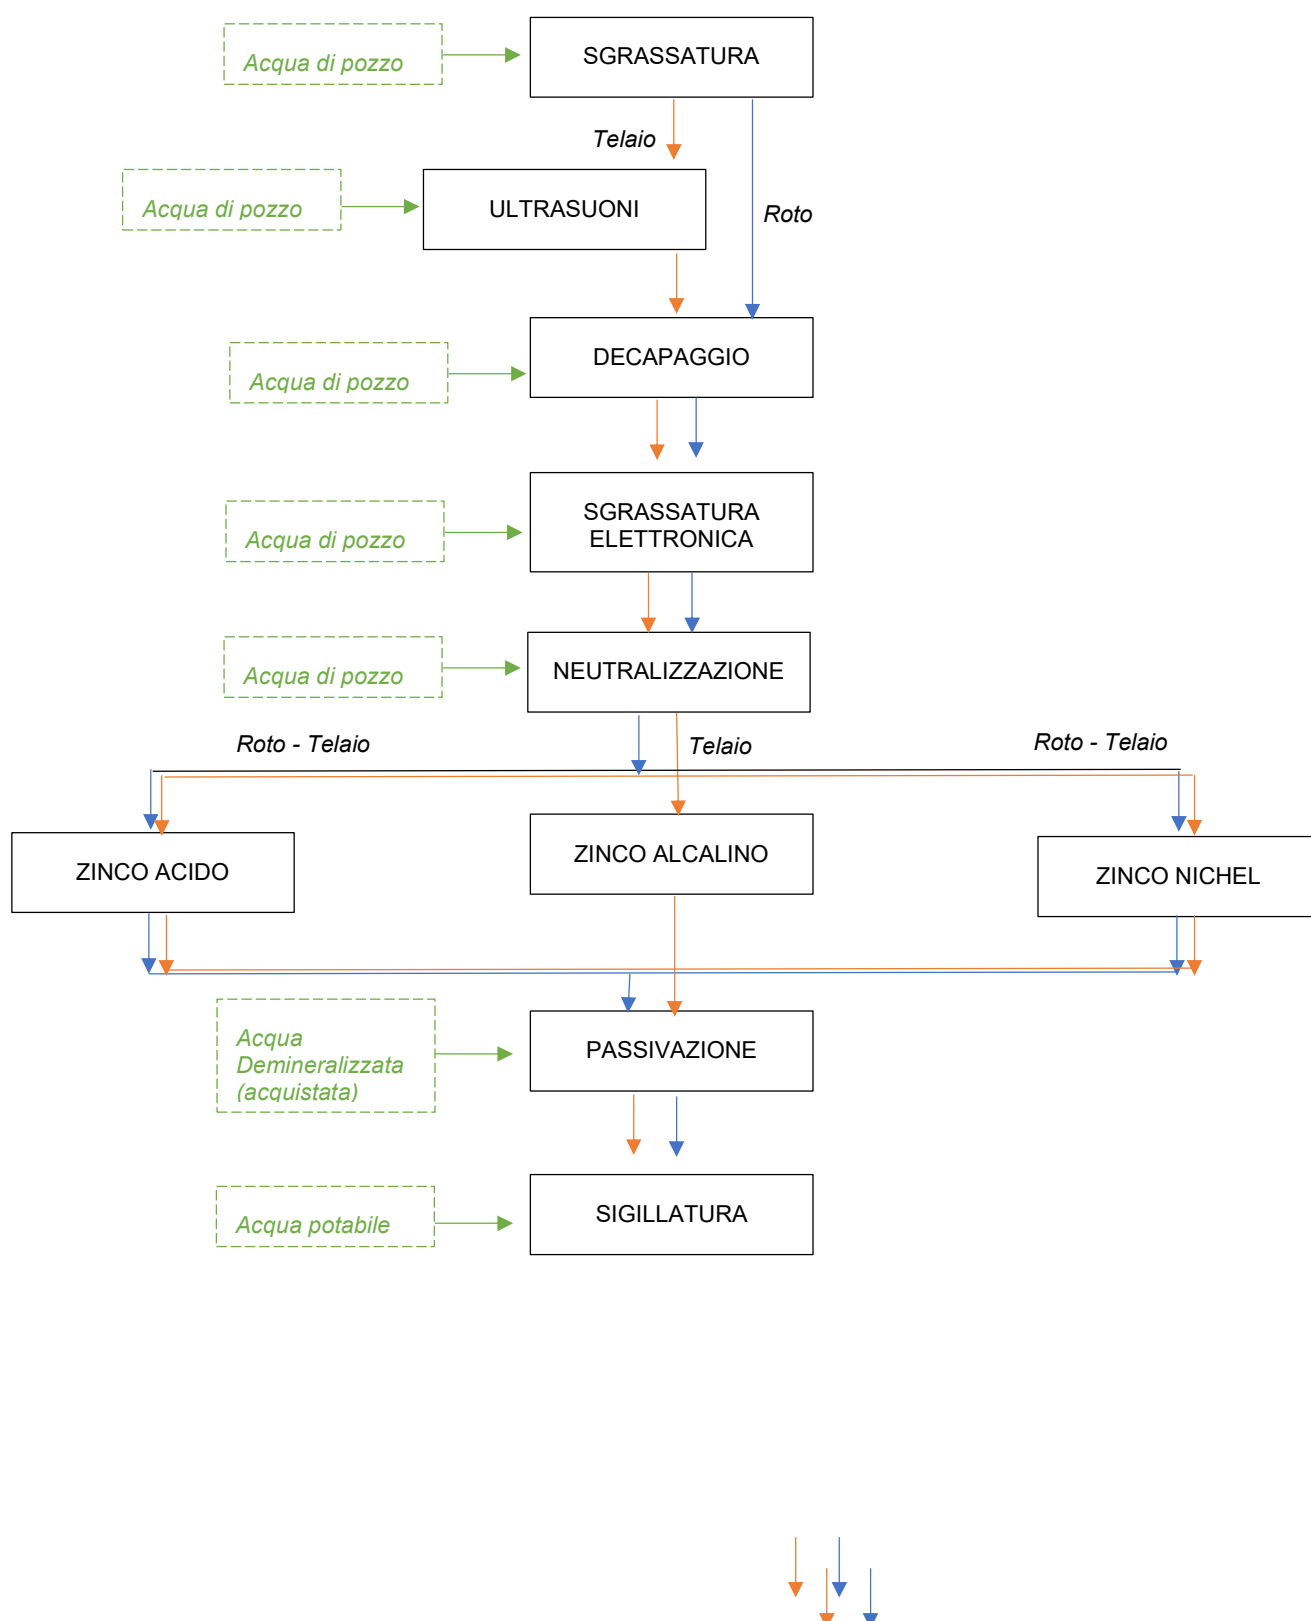 Acqua di pozzo
SGRASSATURA
Telaio
Acqua di pozzo
ULTRASUONI
Roto
DECAPAGGIO
Acqua di pozzo
SGRASSATURA
ELETTRONICA
Acqua di pozzo
NEUTRALIZZAZIONE
Acqua di pozzo
Roto - Telaio
Telaio
Roto - Telaio
ZINCO ACIDO
ZINCO ALCALINO
ZINCO NICHEL
Acqua
Demineralizzata
(acquistata)
PASSIVAZIONE
Acqua potabile
SIGILLATURA